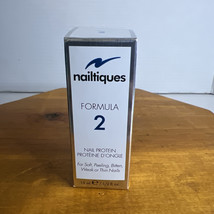 nailtiques
FORMULA
2
NAIL PROTEIN
PROTÉINE D'ONGLE
For Soft, Peeling, Bitten,
Weak or Thin Nails